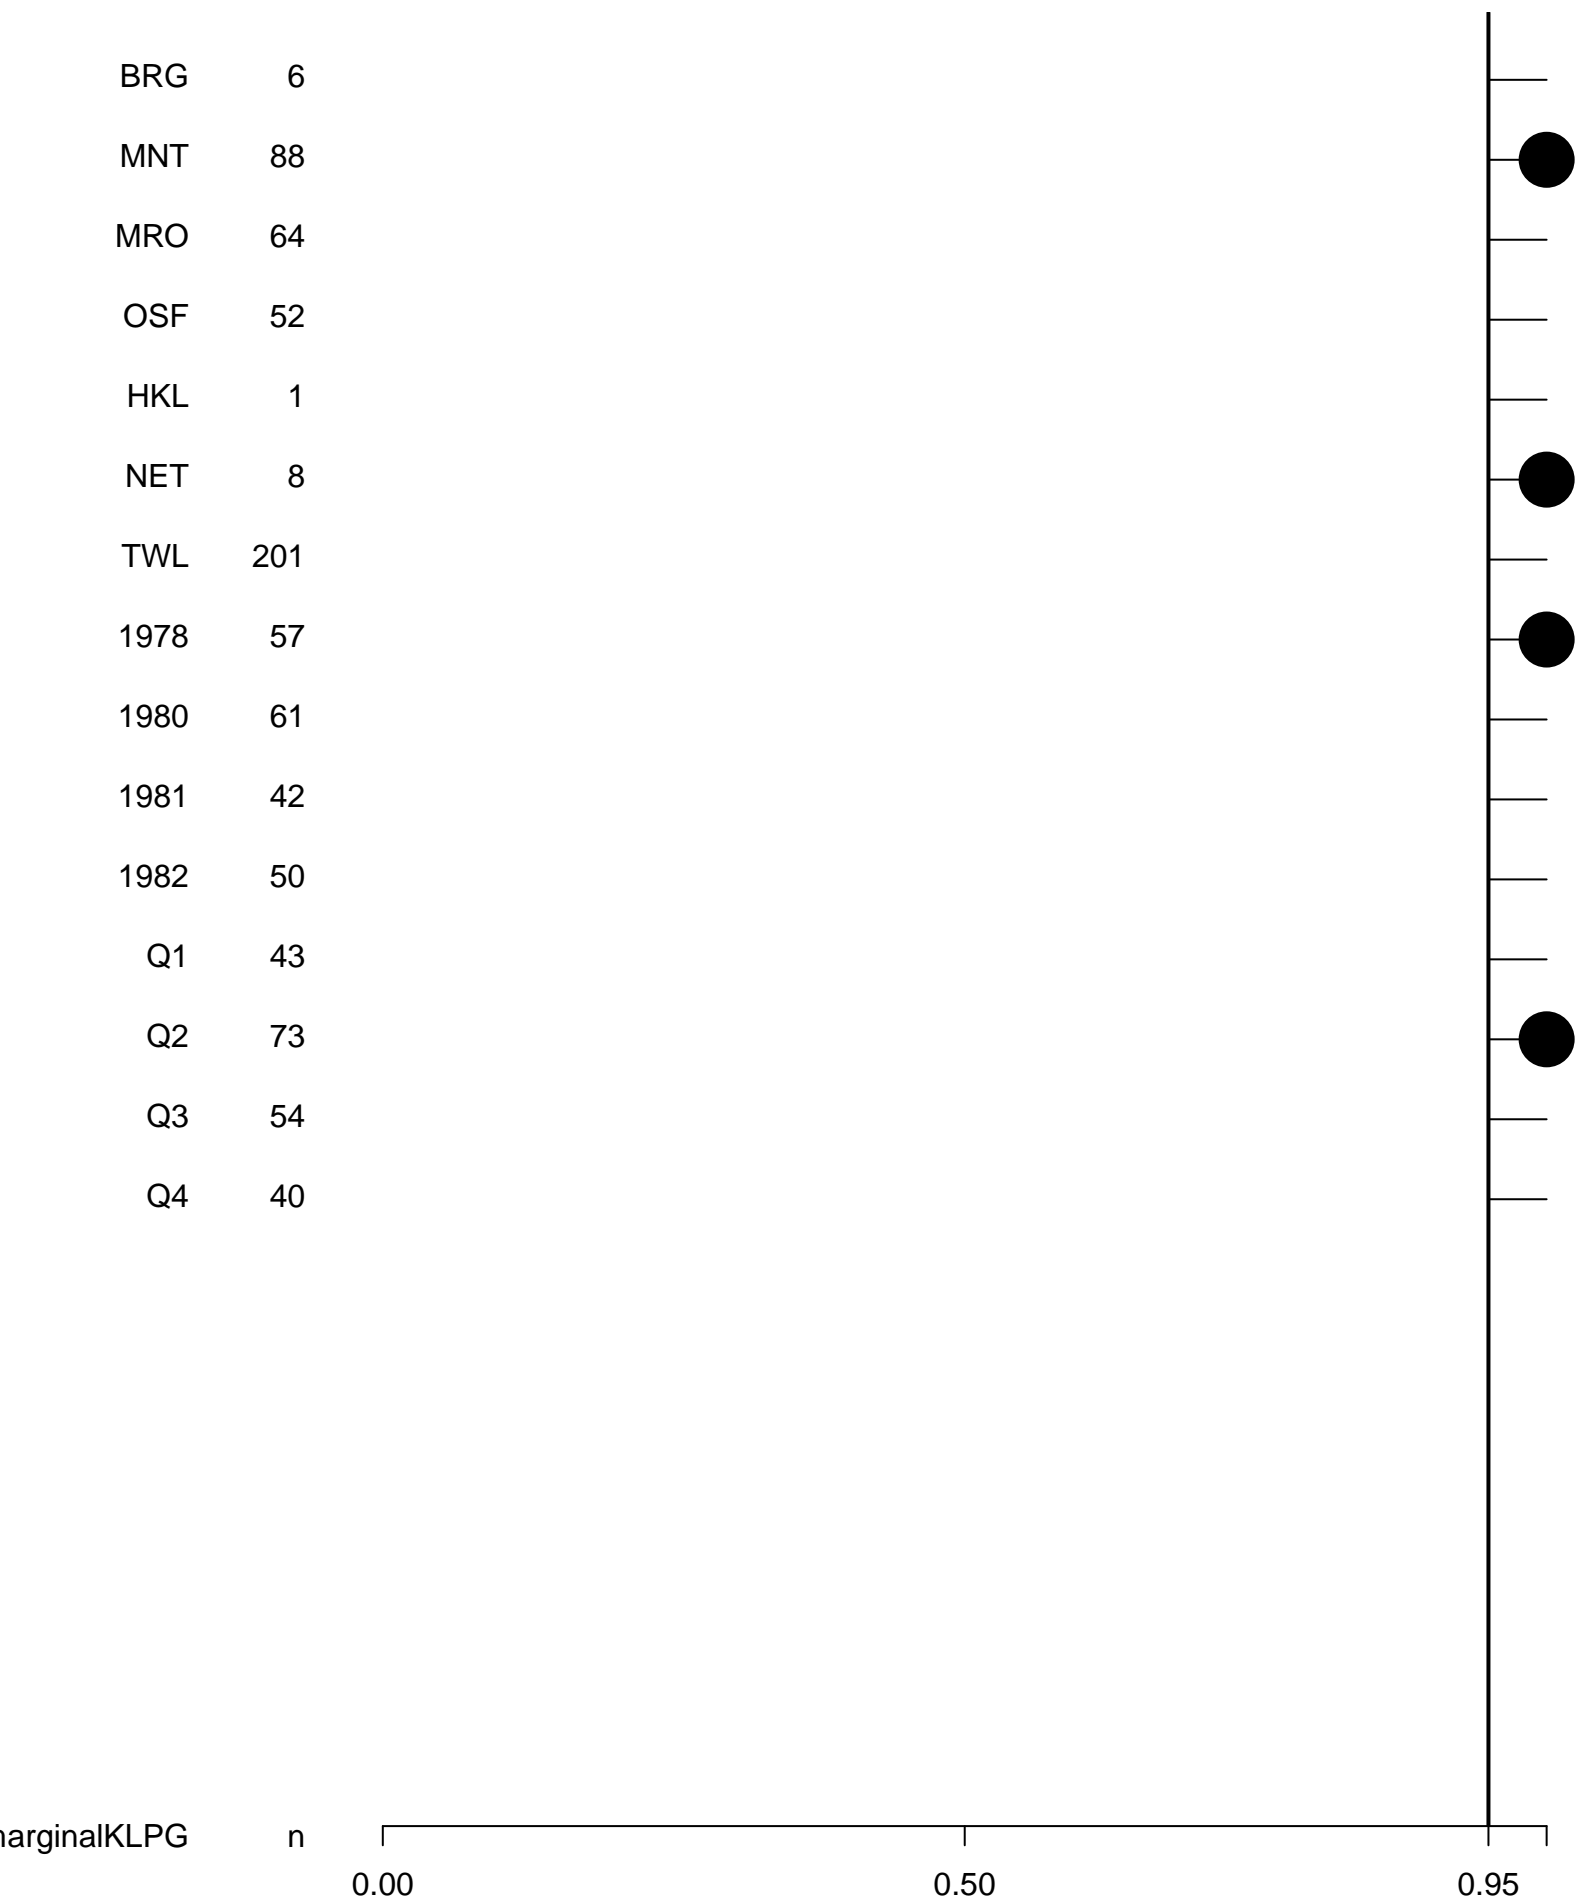 BRG 6
MNT 88
MRO 64
OSF 52
HKL 1
NET 8
TWL 201
1978 57
1980 61
1981 42
1982 50
Q1 43
Q2 73
Q3 54
Q4 40
arginalKLPG n
0.00 0.50 0.95